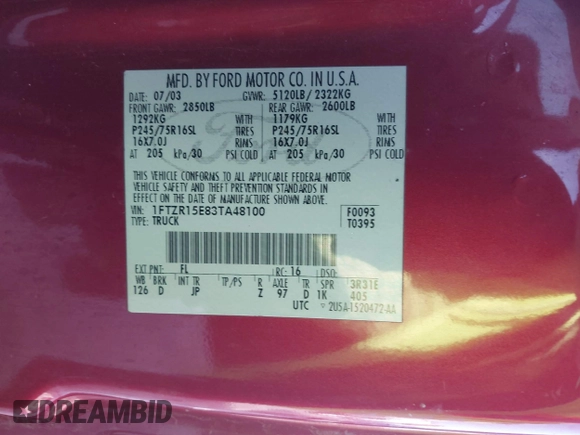 MFD. BY FORD MOTOR CO. IN U.S.A.
DATE: 07/03 GVWR: 5120LB/ 2322KG
FRONT GAWR: 2850LB REAR GAWR: 2600LB
1292KG WITH 1179KG WITH
P245/75R16SL TIRES P245/75R16SL TIRES
16X7.0J RIMS 16X7.0J RIMS
AT 205 kPa/30 PSI COLD AT 205 kPa/30 PSI COLD
THIS VEHICLE CONFORMS TO ALL APPLICABLE FEDERAL MOTOR
VEHICLE SAFETY AND THEFT PREVENTION STANDARDS IN
EFFECT ON THE DATE OF MANUFACTURE SHOWN ABOVE.
VIN: 1FTZR15E83TA48100 F0093
TYPE: TRUCK T0395
Ford
EXT PNT: FL RC: 16 3R31E
WB BRK INT TR TP/PS R AXLE TR SPR 405
126 D JP Z 97 D 1K
UTC 2U5A-1520472-AA
DREAMBID